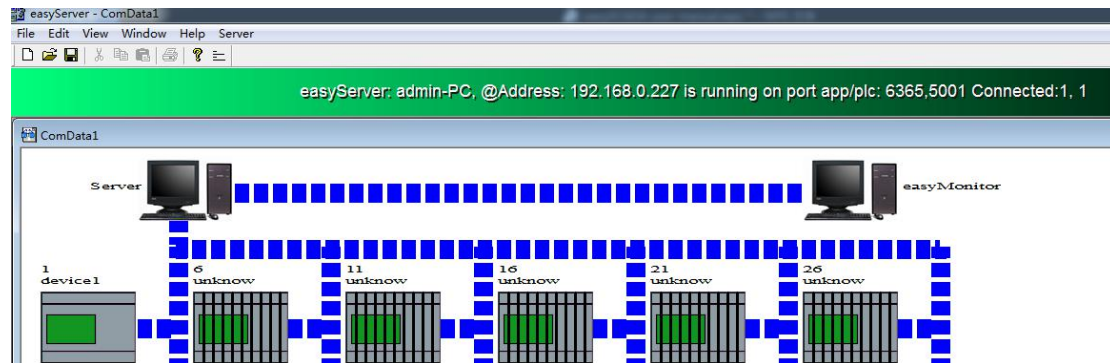 easyServer - ComData1
File Edit View Window Help Server
easyServer: admin-PC, @Address: 192.168.0.227 is running on port app/plc: 6365,5001 Connected:1, 1
ComData1
Server
easyMonitor
1 6 11 16 21 26
device1 unknow unknow unknow unknow unknow